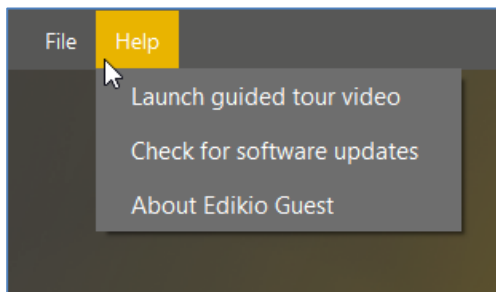 File Help
Launch guided tour video
Check for software updates
About Edikio Guest